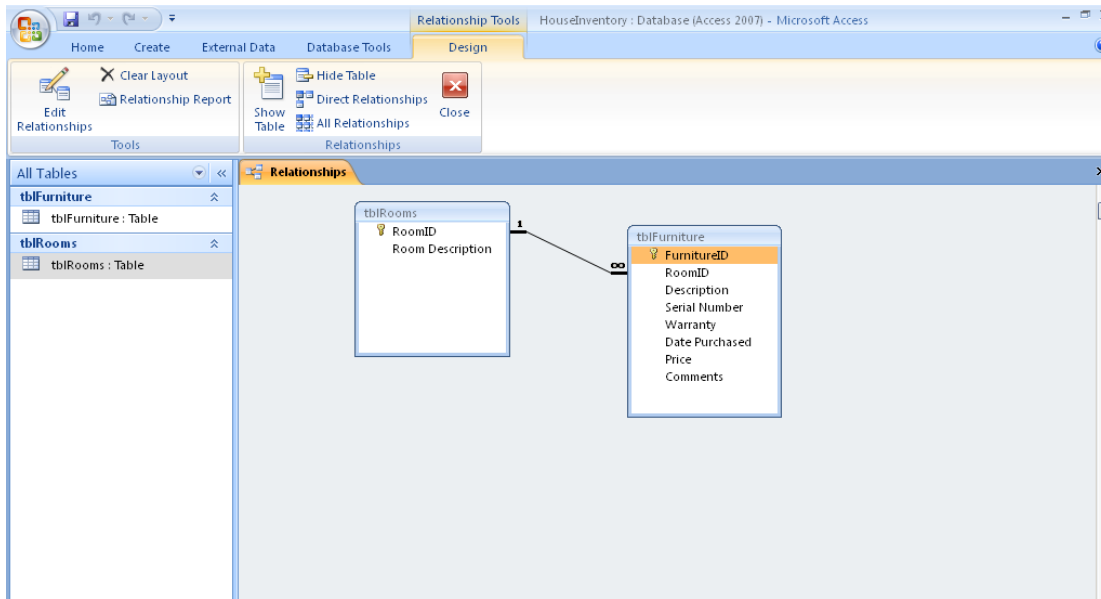 Relationship Tools HouseInventory : Database (Access 2007) - Microsoft Access
Home Create External Data Database Tools Design
Edit Relationships
Clear Layout
Relationship Report
Tools
Show Table
Hide Table
Direct Relationships
All Relationships
Close
Relationships
All Tables
Relationships
tblFurniture
tblFurniture : Table
tblRooms
tblRooms : Table
tblRooms
RoomID
Room Description
1
∞
tblFurniture
FurnitureID
RoomID
Description
Serial Number
Warranty
Date Purchased
Price
Comments